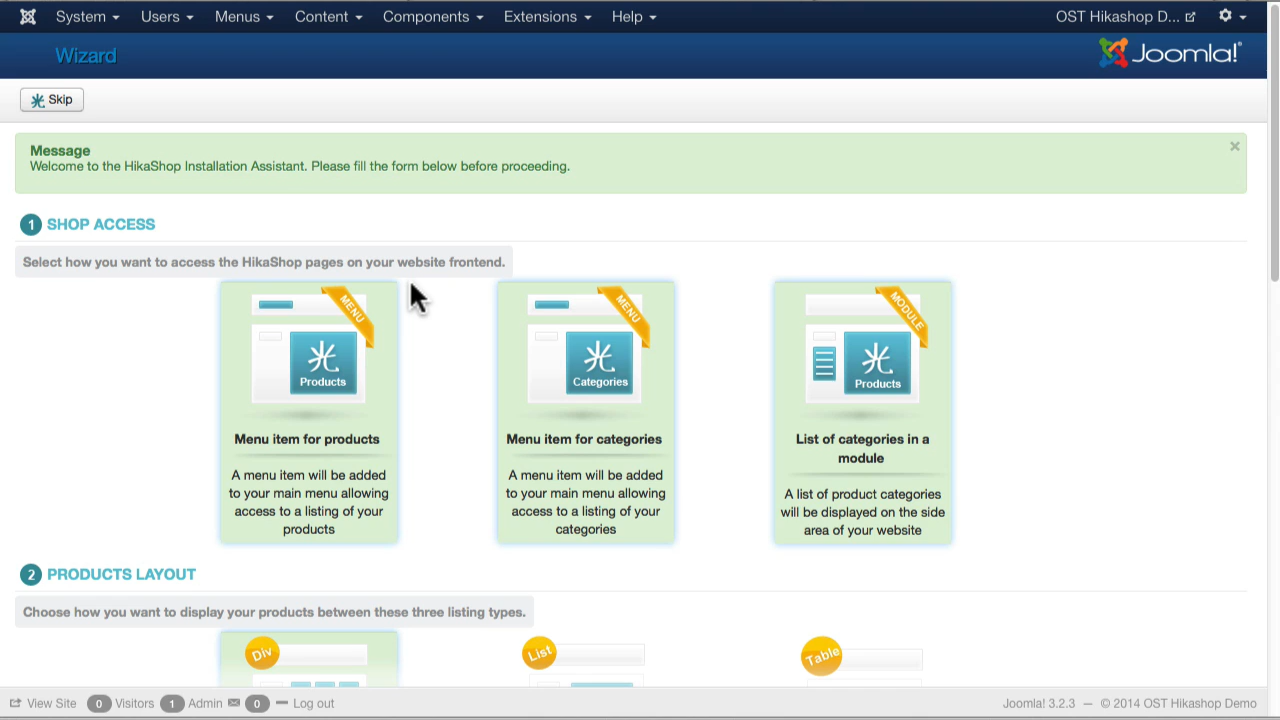 System Users Menus Content Components Extensions Help OST Hikashop D...
Wizard Joomla!®
Skip
Message
Welcome to the HikaShop Installation Assistant. Please fill the form below before proceeding. ×
1 SHOP ACCESS
Select how you want to access the HikaShop pages on your website frontend.
MENU MENU MODULE
光 光 光
Products Categories Products
Menu item for products
A menu item will be added
to your main menu allowing
access to a listing of your
products
Menu item for categories
A menu item will be added
to your main menu allowing
access to a listing of your
categories
List of categories in a
module
A list of product categories
will be displayed on the side
area of your website
2 PRODUCTS LAYOUT
Choose how you want to display your products between these three listing types.
Div List Table
View Site 0 Visitors 1 Admin 0 Log out Joomla! 3.2.3 — © 2014 OST Hikashop Demo